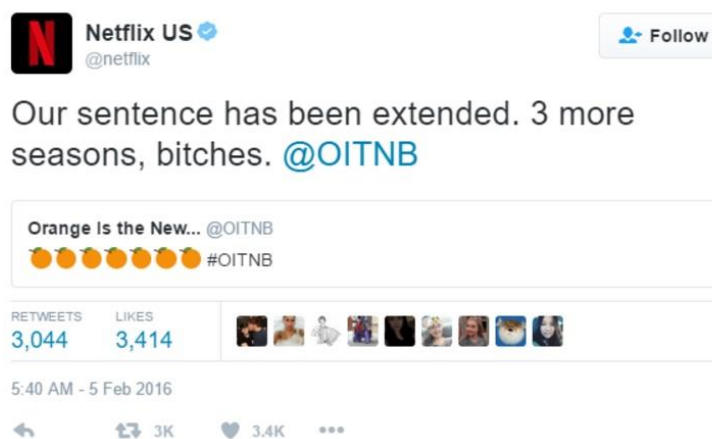 Netflix US
@netflix
Follow
Our sentence has been extended. 3 more
seasons, bitches. @OITNB
Orange Is the New... @OITNB
🍊🍊🍊🍊🍊🍊🍊 #OITNB
RETWEETS LIKES
3,044 3,414
5:40 AM - 5 Feb 2016
3K 3.4K